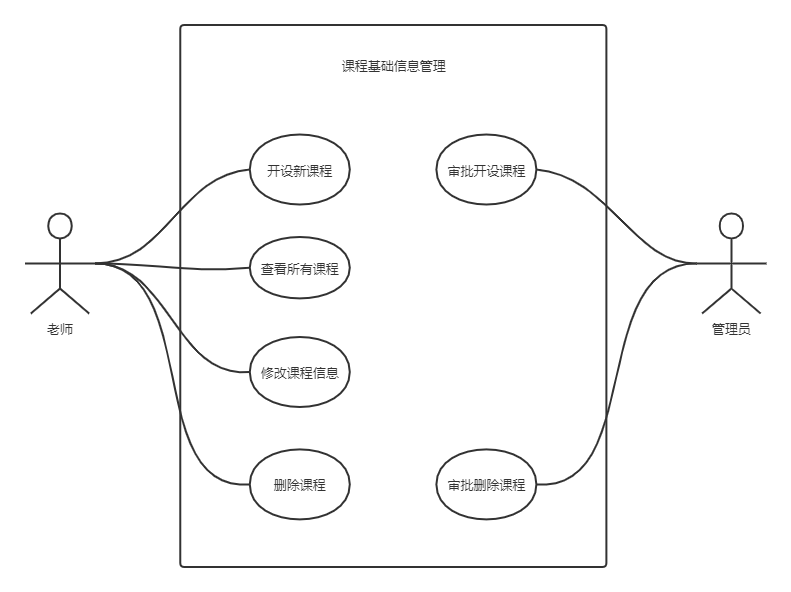 课程基础信息管理
开设新课程
审批开设课程
查看所有课程
老师
管理员
修改课程信息
删除课程
审批删除课程